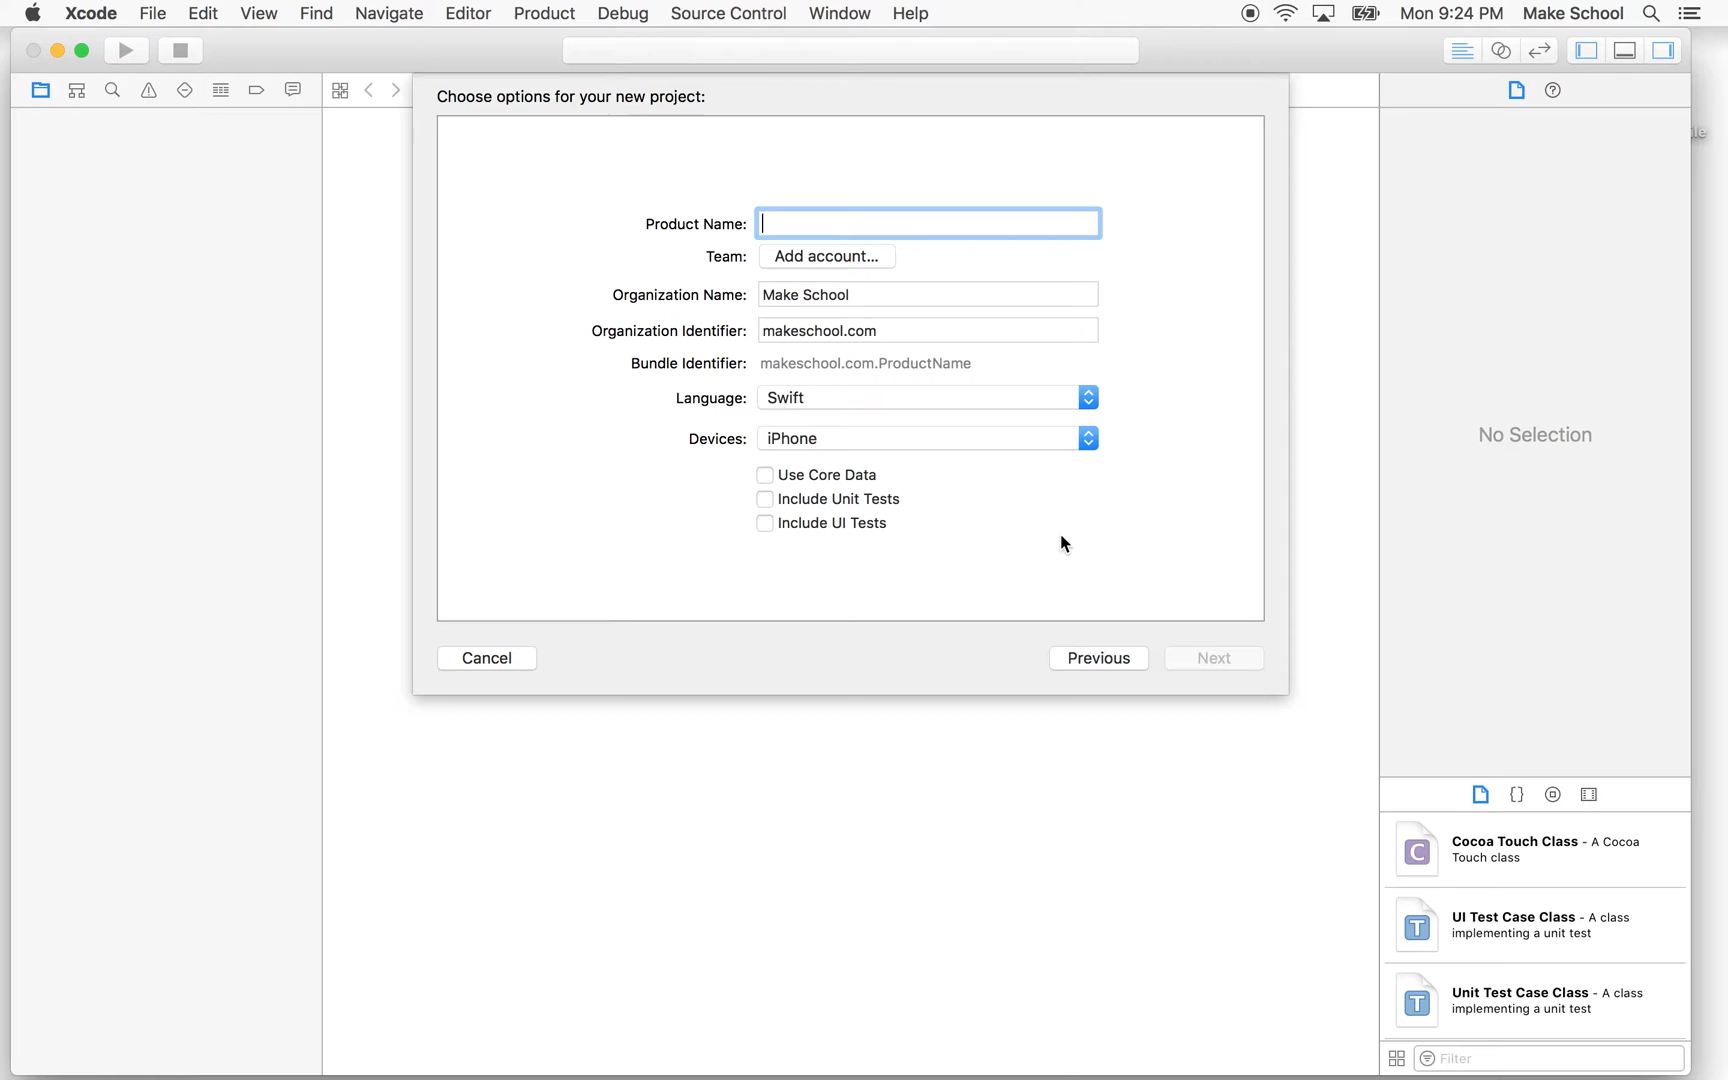 Xcode File Edit View Find Navigate Editor Product Debug Source Control Window Help Mon 9:24 PM Make School
Choose options for your new project:
Product Name:
Team: Add account...
Organization Name: Make School
Organization Identifier: makeschool.com
Bundle Identifier: makeschool.com.ProductName
Language: Swift
Devices: iPhone
Use Core Data
Include Unit Tests
Include UI Tests
Cancel Previous Next
No Selection
C
Cocoa Touch Class - A Cocoa
Touch class
T
UI Test Case Class - A class
implementing a unit test
T
Unit Test Case Class - A class
implementing a unit test
Filter